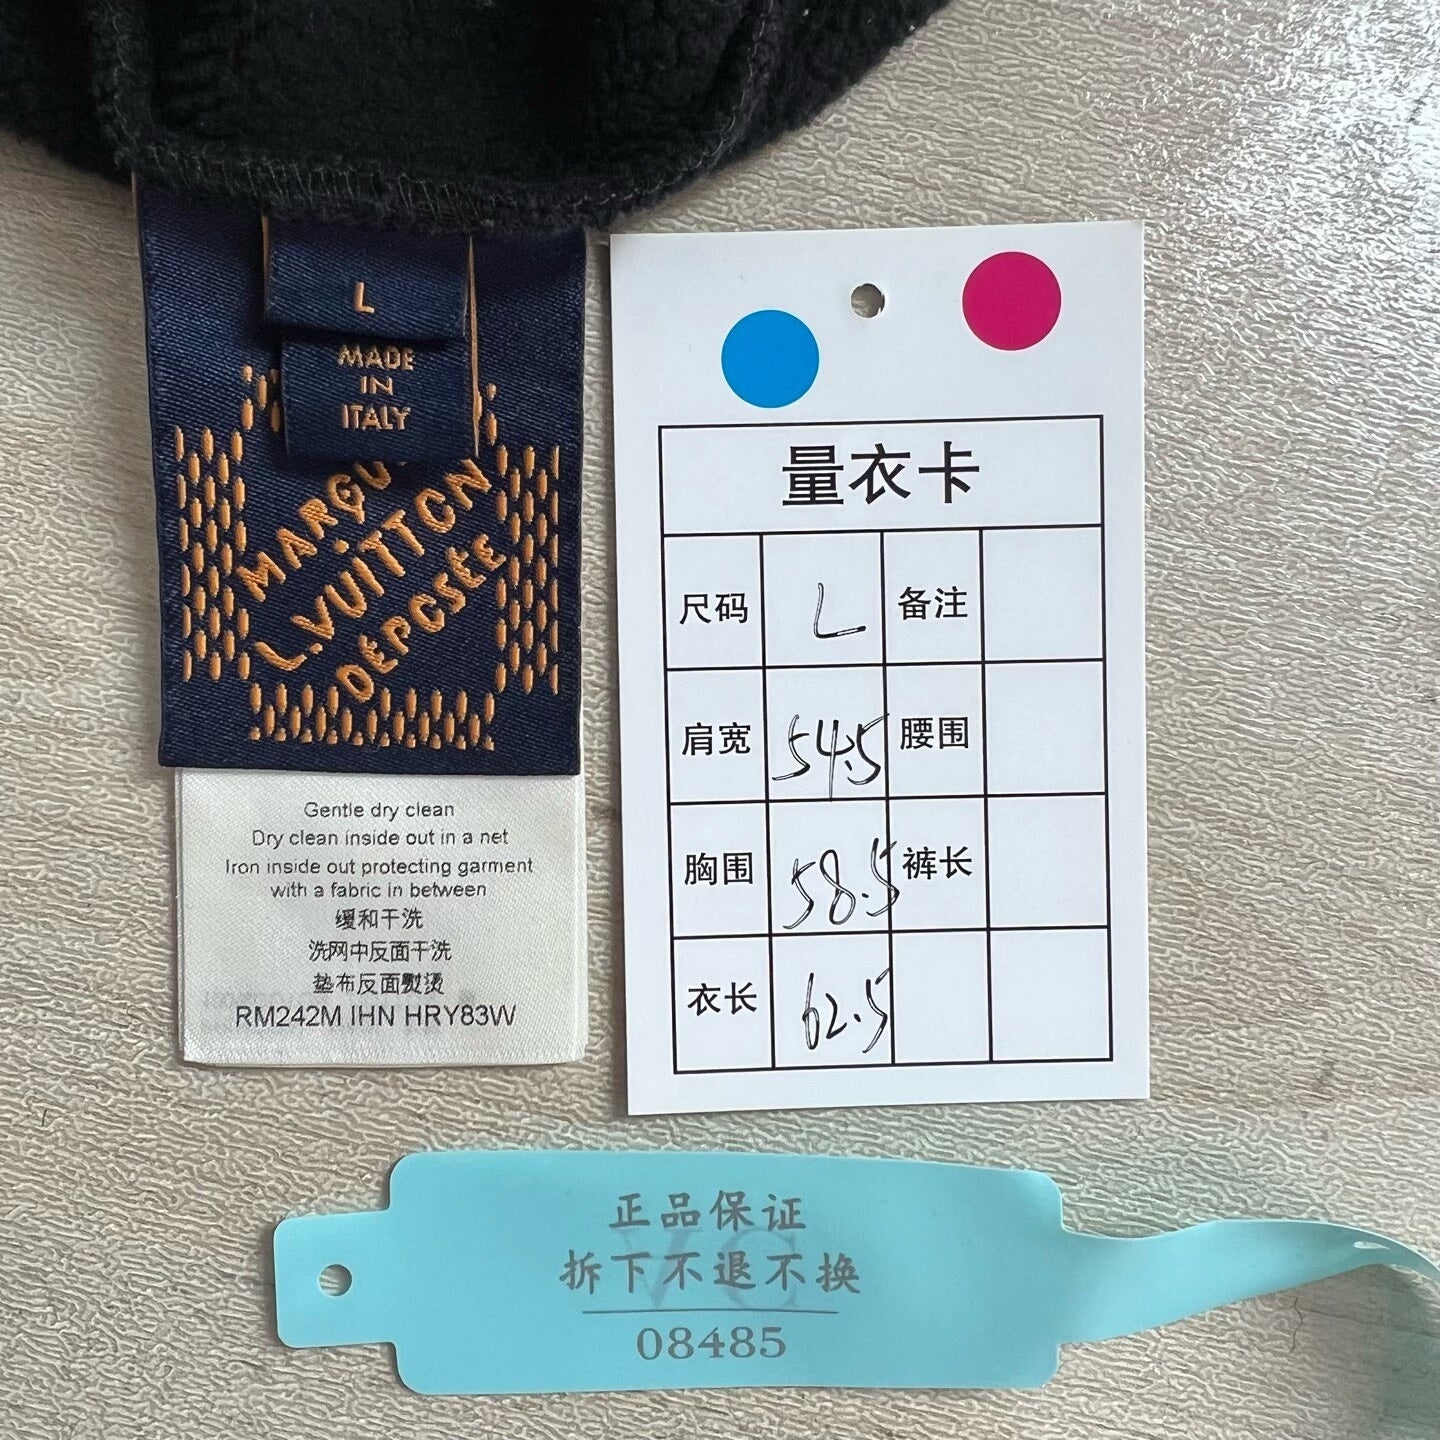 L
MADE
IN
ITALY
L.VUITTON
DÉPOSÉE
Gentle dry clean
Dry clean inside out in a net
Iron inside out protecting garment
with a fabric in between
缓和干洗
洗网中反面干洗
垫布反面熨烫
RM242M IHN HRY83W
量衣卡
尺码 L 备注
肩宽 54.5 腰围
胸围 58.5 裤长
衣长 62.5
正品保证
拆下不退不换
08485